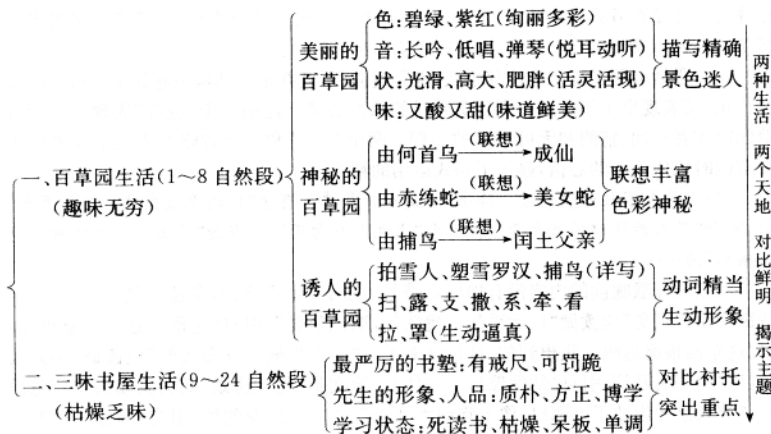 一、百草园生活(1～8 自然段)
(趣味无穷)
美丽的
百草园
色:碧绿、紫红(绚丽多彩)
音:长吟、低唱、弹琴(悦耳动听)
状:光滑、高大、肥胖(活灵活现)
味:又酸又甜(味道鲜美)
描写精确
景色迷人
神秘的
百草园
由何首乌(联想)成仙
由赤练蛇(联想)美女蛇
由捕鸟(联想)闰土父亲
联想丰富
色彩神秘
诱人的
百草园
拍雪人、塑雪罗汉、捕鸟(详写)
扫、露、支、撒、系、牵、看
拉、罩(生动逼真)
动词精当
生动形象
二、三味书屋生活(9～24 自然段)
(枯燥乏味)
最严厉的书塾:有戒尺、可罚跪
先生的形象、人品:质朴、方正、博学
学习状态:死读书、枯燥、呆板、单调
对比衬托
突出重点
两种生活 两个天地 对比鲜明 揭示主题